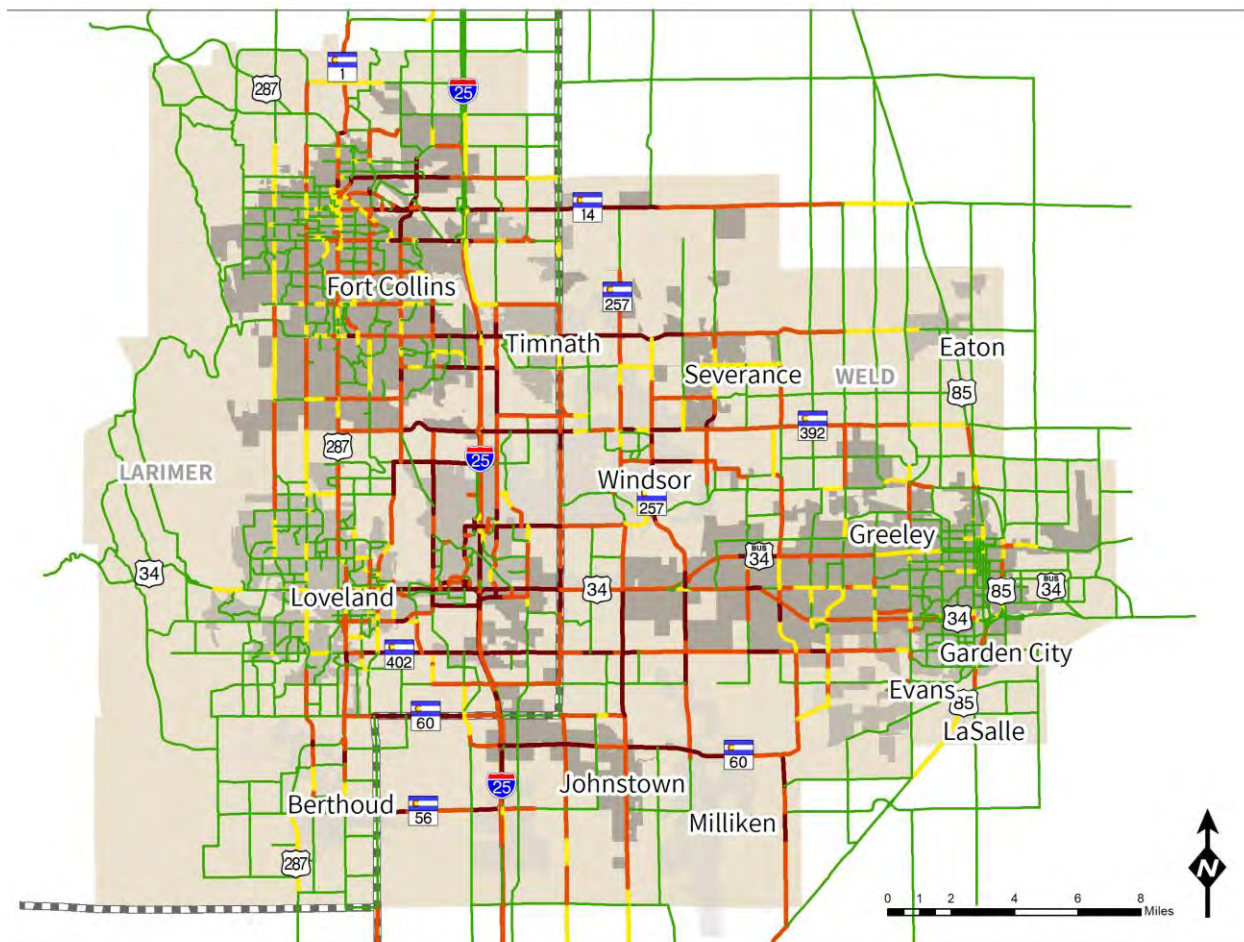 1
287
25
14
Fort Collins
257
Timnath
Eaton
Severance
WELD
85
392
287
25
LARIMER
Windsor
257
Greeley
BUS
34
34
Loveland
34
85
BUS
34
34
402
Garden City
Evans
85
60
LaSalle
60
25
Johnstown
Berthoud
56
Milliken
287
N
0 1 2 4 6 8
Miles